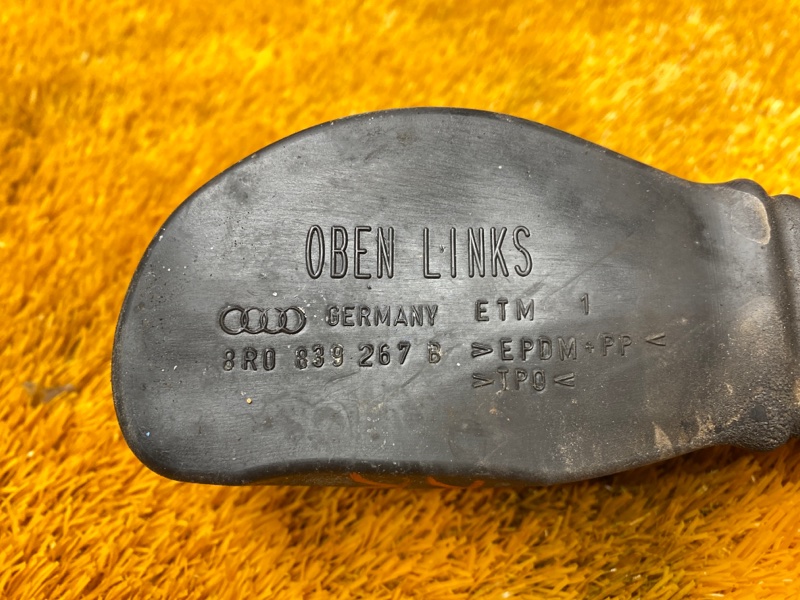 OBEN LINKS
GERMANY ETM 1
8R0 839 267 B >EPDM+PP<
>TPO<